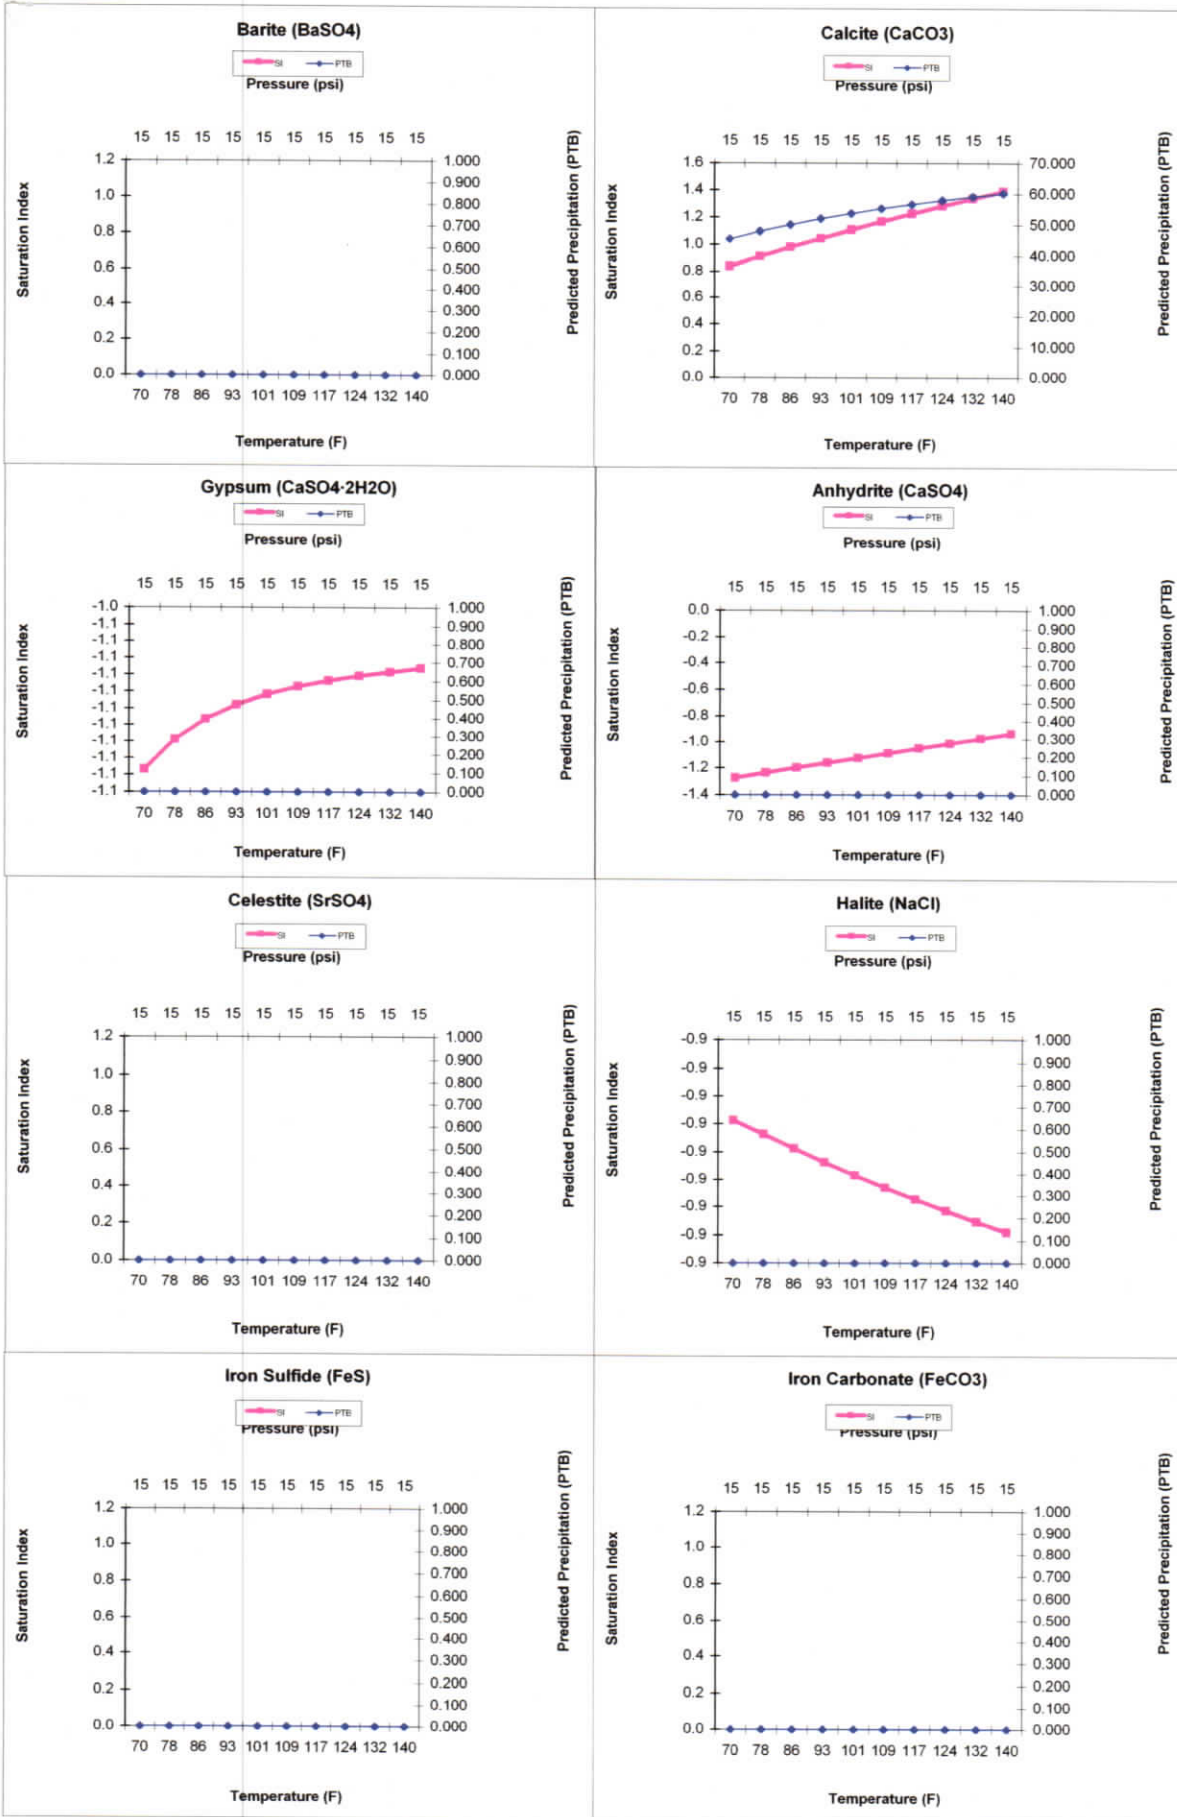 Barite (BaSO4)
SI PTB
Pressure (psi)
15 15 15 15 15 15 15 15 15 15
Saturation Index
Predicted Precipitation (PTB)
1.2
1.0
0.8
0.6
0.4
0.2
0.0
1.000
0.900
0.800
0.700
0.600
0.500
0.400
0.300
0.200
0.100
0.000
70 78 86 93 101 109 117 124 132 140
Temperature (F)
Calcite (CaCO3)
SI PTB
Pressure (psi)
15 15 15 15 15 15 15 15 15 15
Saturation Index
Predicted Precipitation (PTB)
1.6
1.4
1.2
1.0
0.8
0.6
0.4
0.2
0.0
70.000
60.000
50.000
40.000
30.000
20.000
10.000
0.000
70 78 86 93 101 109 117 124 132 140
Temperature (F)
Gypsum (CaSO4·2H2O)
SI PTB
Pressure (psi)
15 15 15 15 15 15 15 15 15 15
Saturation Index
Predicted Precipitation (PTB)
-1.0
-1.1
-1.1
-1.1
-1.1
-1.1
-1.1
-1.1
-1.1
-1.1
-1.1
-1.1
1.000
0.900
0.800
0.700
0.600
0.500
0.400
0.300
0.200
0.100
0.000
70 78 86 93 101 109 117 124 132 140
Temperature (F)
Anhydrite (CaSO4)
SI PTB
Pressure (psi)
15 15 15 15 15 15 15 15 15 15
Saturation Index
Predicted Precipitation (PTB)
0.0
-0.2
-0.4
-0.6
-0.8
-1.0
-1.2
-1.4
1.000
0.900
0.800
0.700
0.600
0.500
0.400
0.300
0.200
0.100
0.000
70 78 86 93 101 109 117 124 132 140
Temperature (F)
Celestite (SrSO4)
SI PTB
Pressure (psi)
15 15 15 15 15 15 15 15 15 15
Saturation Index
Predicted Precipitation (PTB)
1.2
1.0
0.8
0.6
0.4
0.2
0.0
1.000
0.900
0.800
0.700
0.600
0.500
0.400
0.300
0.200
0.100
0.000
70 78 86 93 101 109 117 124 132 140
Temperature (F)
Halite (NaCl)
SI PTB
Pressure (psi)
15 15 15 15 15 15 15 15 15 15
Saturation Index
Predicted Precipitation (PTB)
-0.9
-0.9
-0.9
-0.9
-0.9
-0.9
-0.9
-0.9
-0.9
1.000
0.900
0.800
0.700
0.600
0.500
0.400
0.300
0.200
0.100
0.000
70 78 86 93 101 109 117 124 132 140
Temperature (F)
Iron Sulfide (FeS)
SI PTB
Pressure (psi)
15 15 15 15 15 15 15 15 15 15
Saturation Index
Predicted Precipitation (PTB)
1.2
1.0
0.8
0.6
0.4
0.2
0.0
1.000
0.900
0.800
0.700
0.600
0.500
0.400
0.300
0.200
0.100
0.000
70 78 86 93 101 109 117 124 132 140
Temperature (F)
Iron Carbonate (FeCO3)
SI PTB
Pressure (psi)
15 15 15 15 15 15 15 15 15 15
Saturation Index
Predicted Precipitation (PTB)
1.2
1.0
0.8
0.6
0.4
0.2
0.0
1.000
0.900
0.800
0.700
0.600
0.500
0.400
0.300
0.200
0.100
0.000
70 78 86 93 101 109 117 124 132 140
Temperature (F)